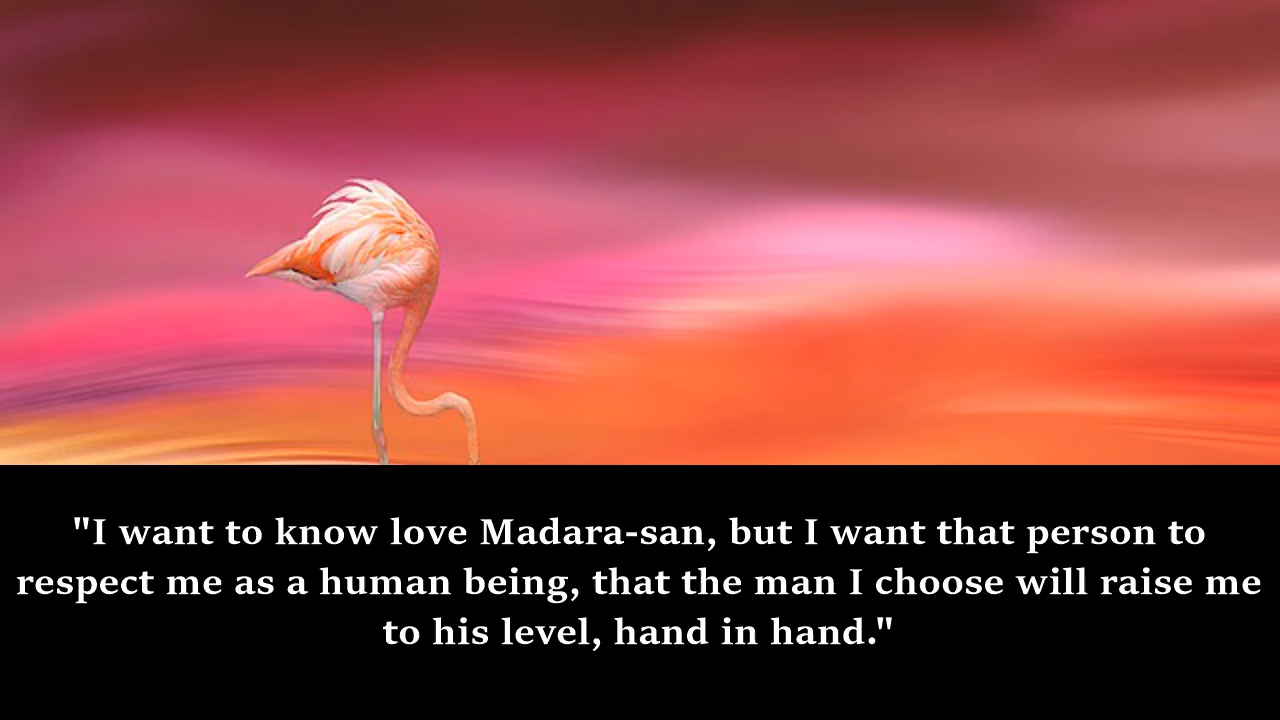 "I want to know love Madara-san, but I want that person to
respect me as a human being, that the man I choose will raise me
to his level, hand in hand."